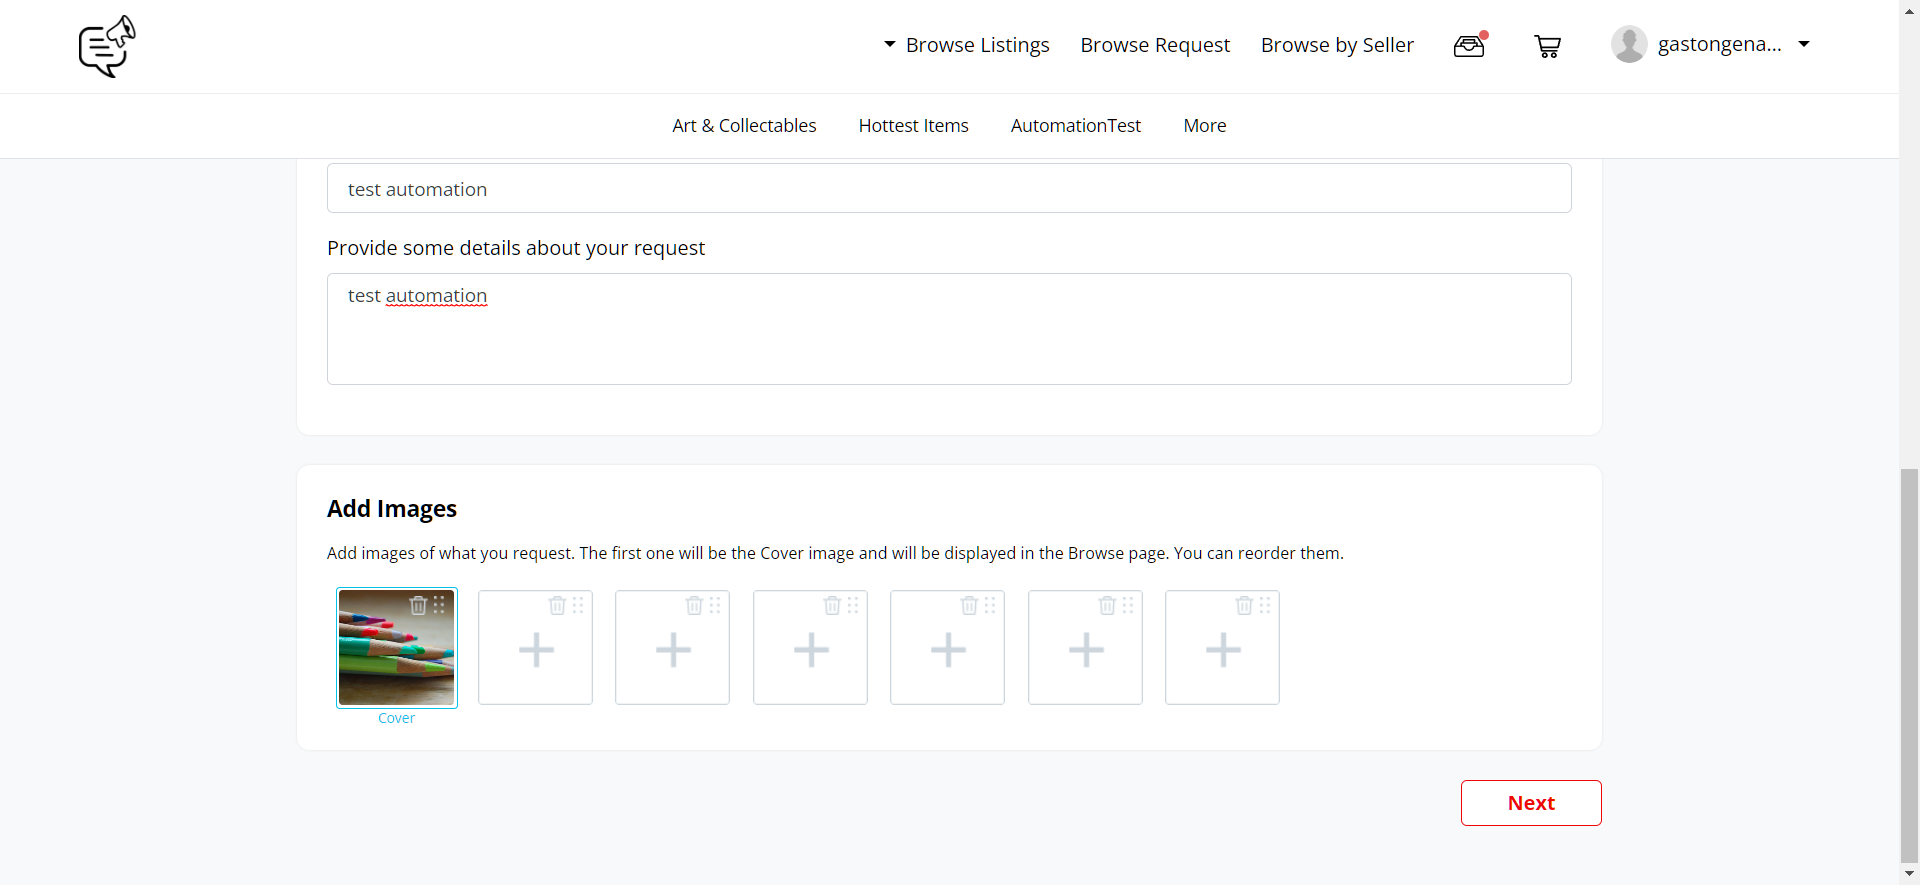 Browse Listings Browse Request Browse by Seller gastongena...
Art & Collectables Hottest Items AutomationTest More
test automation
Provide some details about your request
test automation
Add Images
Add images of what you request. The first one will be the Cover image and will be displayed in the Browse page. You can reorder them.
Cover
Next